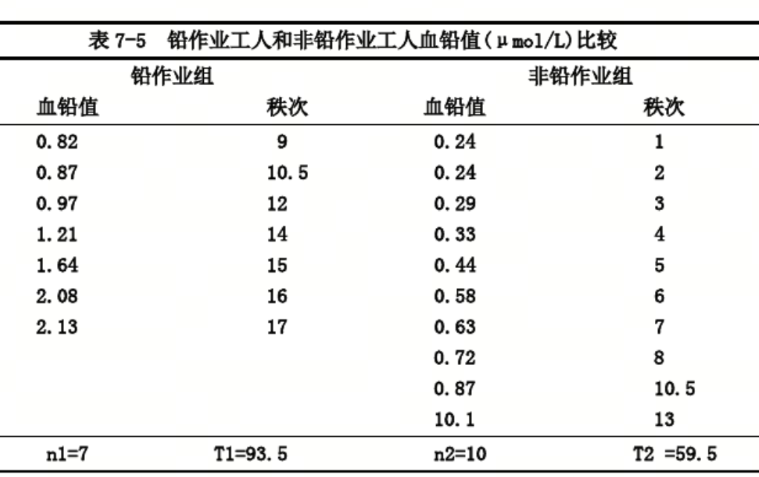 表7-5 铅作业工人和非铅作业工人血铅值(μmol/L)比较
铅作业组 非铅作业组
血铅值 秩次 血铅值 秩次
0.82 9 0.24 1
0.87 10.5 0.24 2
0.97 12 0.29 3
1.21 14 0.33 4
1.64 15 0.44 5
2.08 16 0.58 6
2.13 17 0.63 7
0.72 8
0.87 10.5
10.1 13
n1=7 T1=93.5 n2=10 T2 =59.5